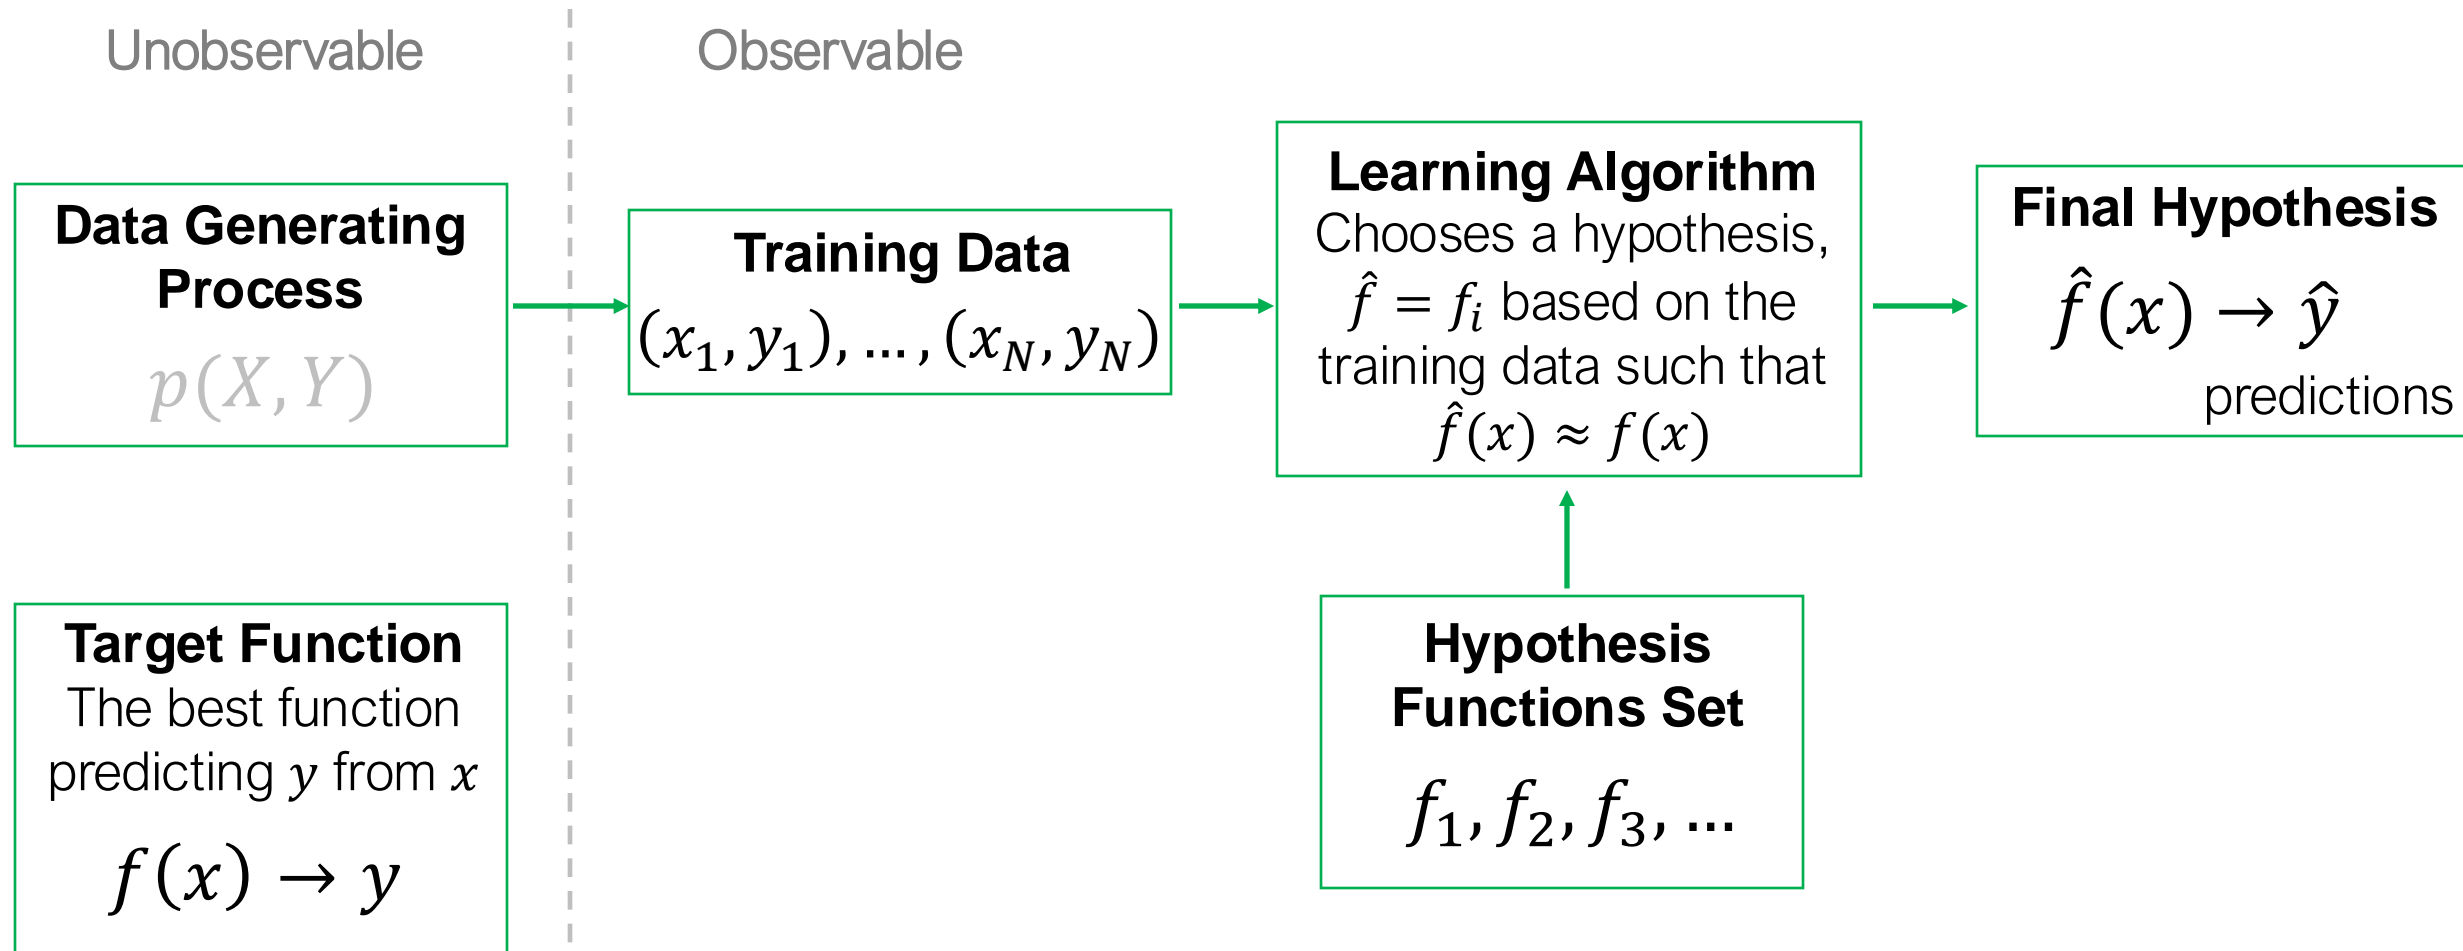 Unobservable
Observable
Data Generating
Process
p(X, Y)
Training Data
(x₁, y₁), … , (x_N, y_N)
Learning Algorithm
Chooses a hypothesis,
f̂ = fᵢ based on the
training data such that
f̂(x) ≈ f(x)
Final Hypothesis
f̂(x) → ŷ
predictions
Target Function
The best function
predicting y from x
f(x) → y
Hypothesis
Functions Set
f₁, f₂, f₃, …